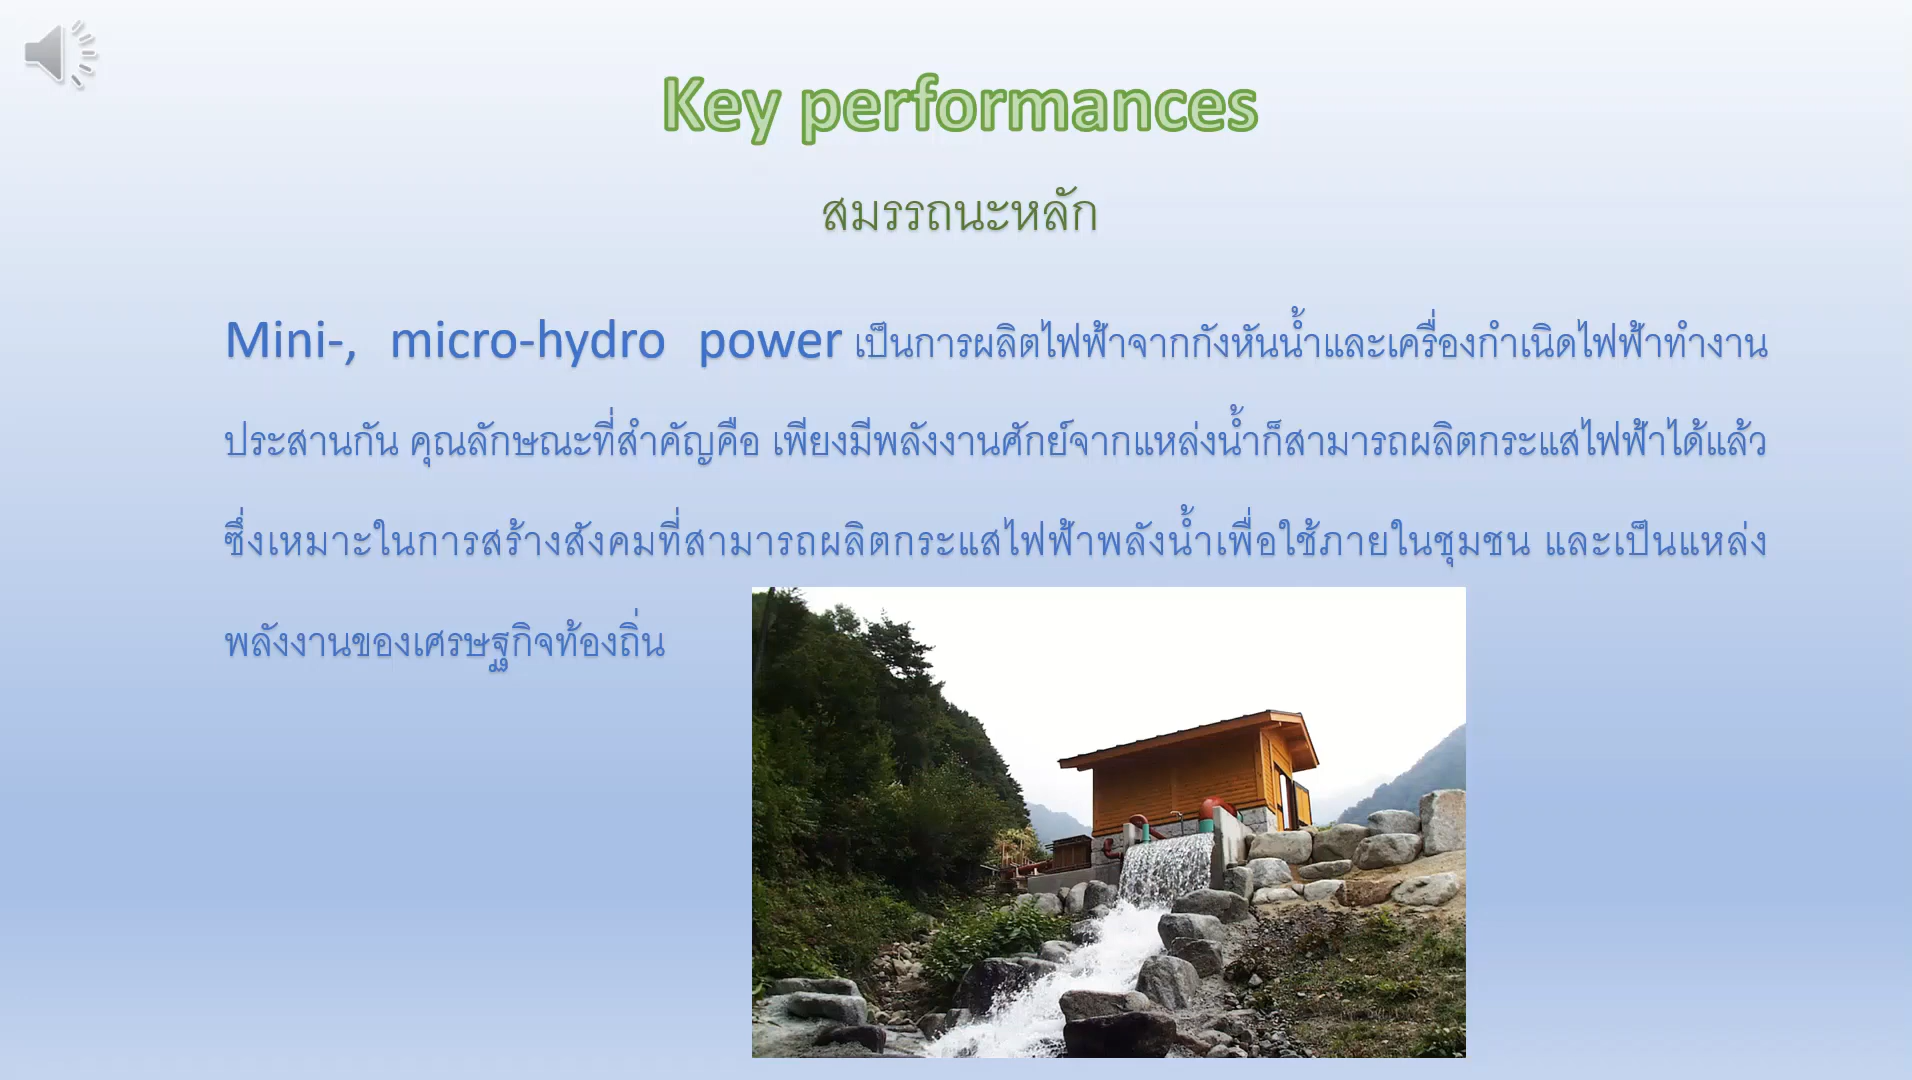 Key performances
สมรรถนะหลัก
Mini-, micro-hydro power เป็นการผลิตไฟฟ้าจากกังหันน้ำและเครื่องกำเนิดไฟฟ้าทำงาน
ประสานกัน คุณลักษณะที่สำคัญคือ เพียงมีพลังงานศักย์จากแหล่งน้ำก็สามารถผลิตกระแสไฟฟ้าได้แล้ว
ซึ่งเหมาะในการสร้างสังคมที่สามารถผลิตกระแสไฟฟ้าพลังน้ำเพื่อใช้ภายในชุมชน และเป็นแหล่ง
พลังงานของเศรษฐกิจท้องถิ่น